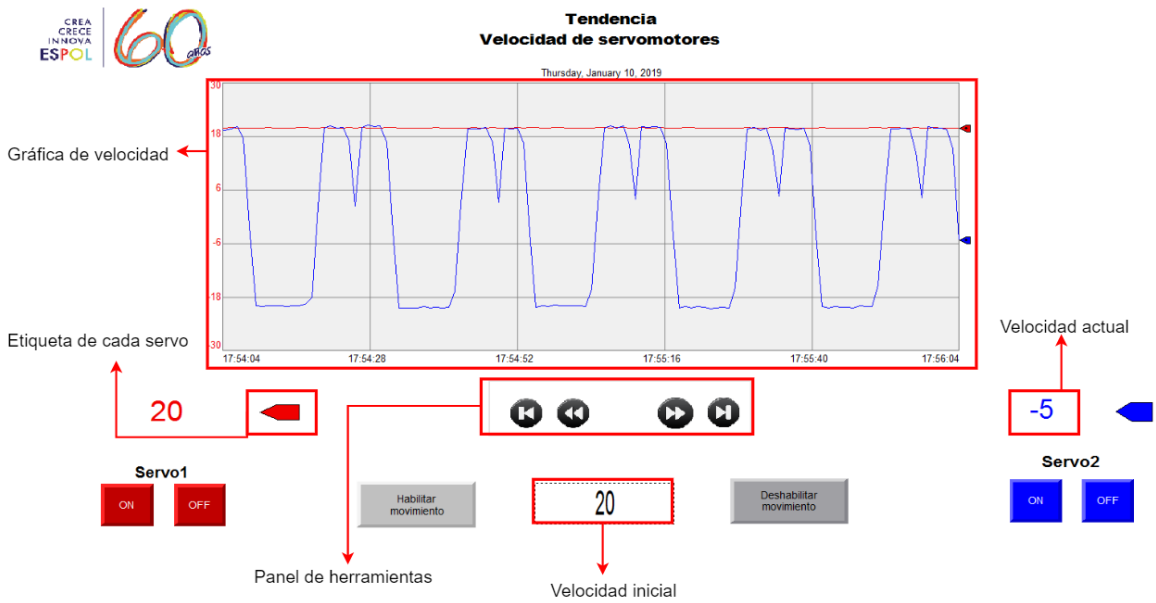 CREA
CRECE
INNOVA
ESPOL
60
años
Tendencia
Velocidad de servomotores
Thursday, January 10, 2019
30
18
6
-6
-18
-30
17:54:04
17:54:28
17:54:52
17:55:16
17:55:40
17:56:04
Gráfica de velocidad
Etiqueta de cada servo
Velocidad actual
20
-5
Servo1
ON
OFF
Habilitar
movimiento
20
Deshabilitar
movimiento
Servo2
ON
OFF
Panel de herramientas
Velocidad inicial